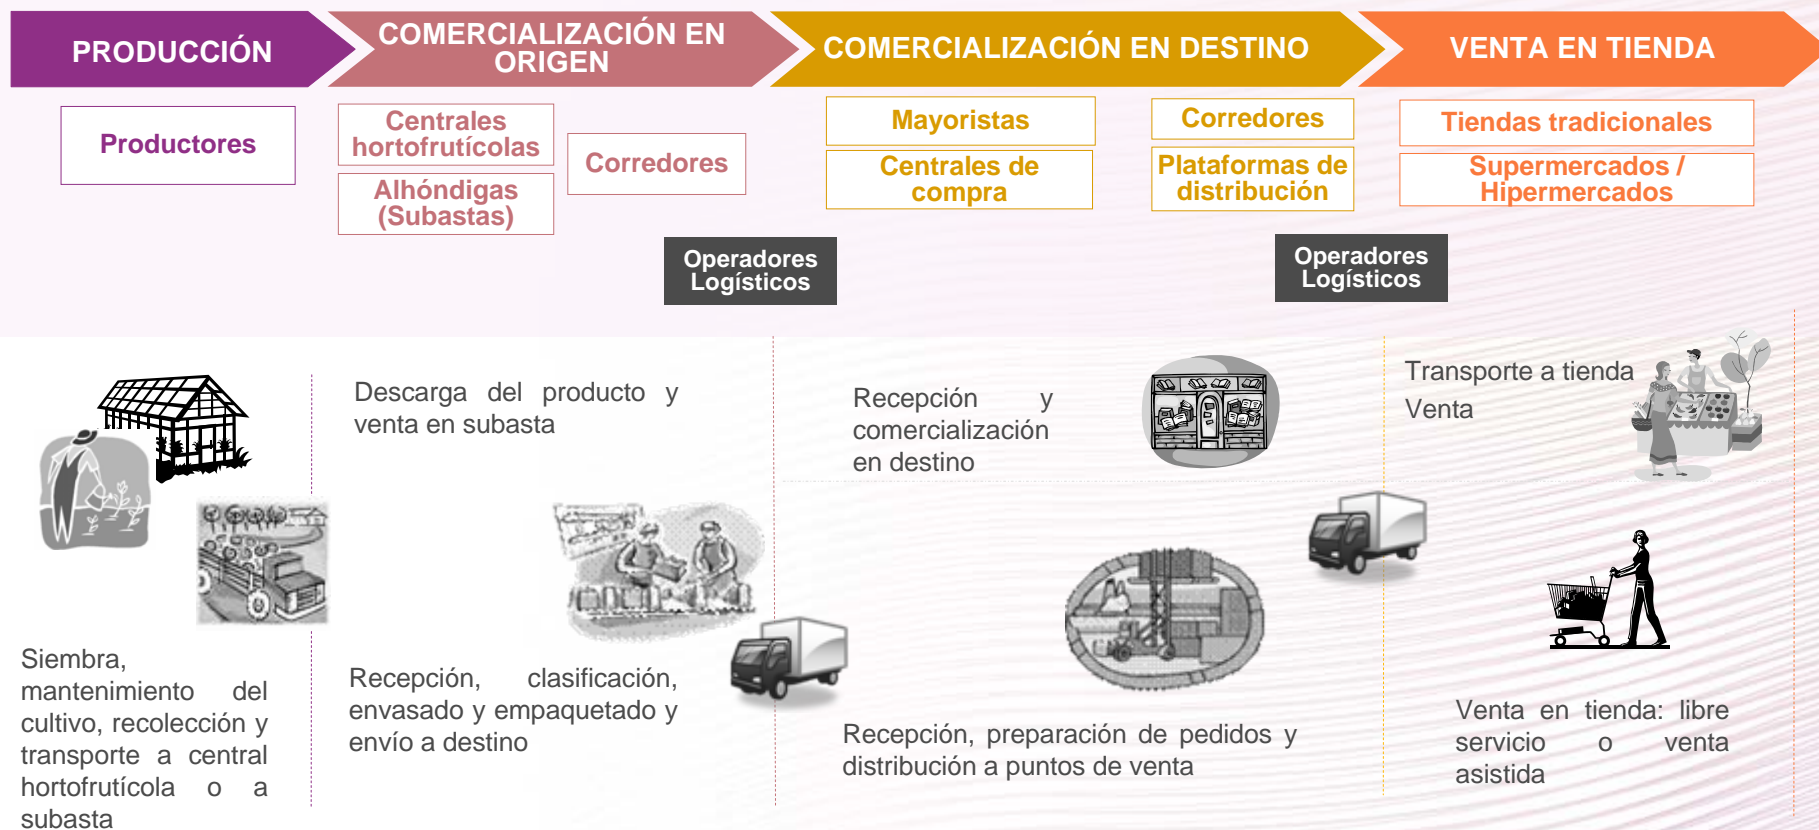 PRODUCCIÓN
COMERCIALIZACIÓN EN
ORIGEN
COMERCIALIZACIÓN EN DESTINO
VENTA EN TIENDA
Productores
Centrales
hortofrutícolas
Alhóndigas
(Subastas)
Corredores
Mayoristas
Centrales de
compra
Corredores
Plataformas de
distribución
Tiendas tradicionales
Supermercados /
Hipermercados
Operadores
Logísticos
Operadores
Logísticos
Siembra,
mantenimiento del
cultivo, recolección y
transporte a central
hortofrutícola o a
subasta
Descarga del producto y
venta en subasta
Recepción, clasificación,
envasado y empaquetado y
envío a destino
Recepción y
comercialización
en destino
Recepción, preparación de pedidos y
distribución a puntos de venta
Transporte a tienda
Venta
Venta en tienda: libre
servicio o venta
asistida